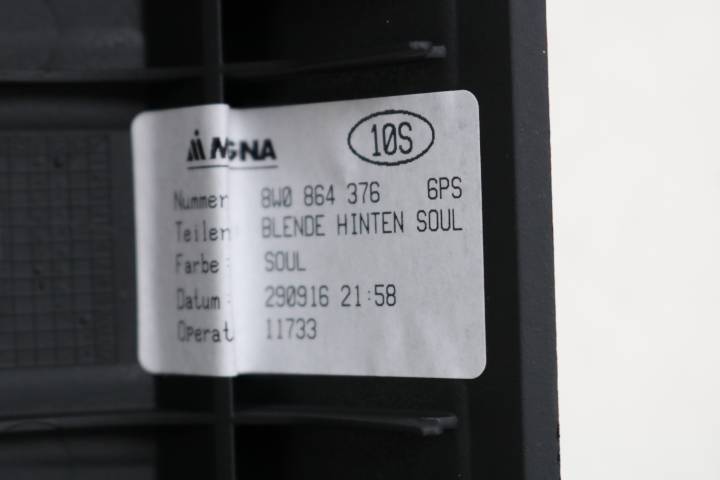 MAGNA
10S
Nummer 8W0 864 376 6PS
Teilen BLENDE HINTEN SOUL
Farbe: SOUL
Datum: 290916 21:58
Operat 11733